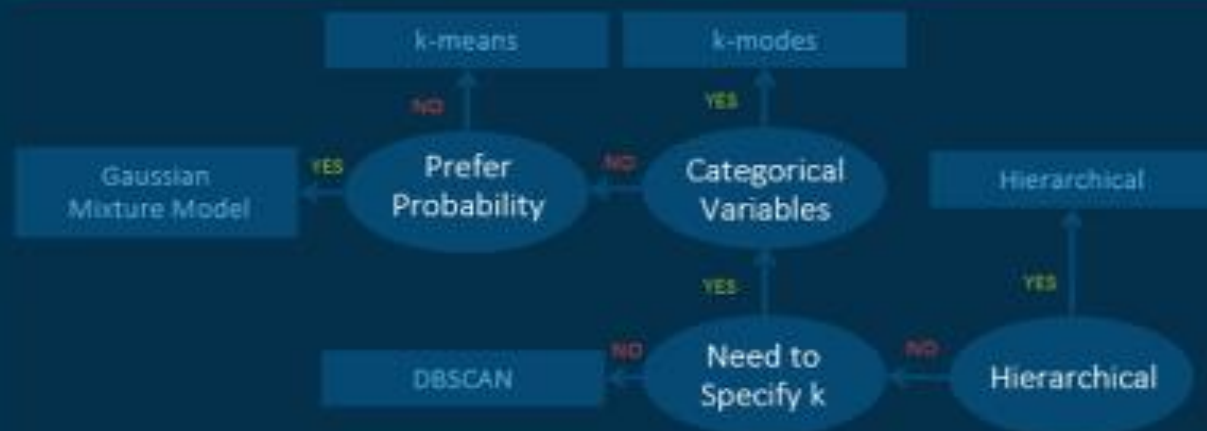 k-means
k-modes
NO
YES
Gaussian
Mixture Model
YES
Prefer
Probability
NO
Categorical
Variables
Hierarchical
YES
YES
DBSCAN
NO
Need to
Specify k
NO
Hierarchical